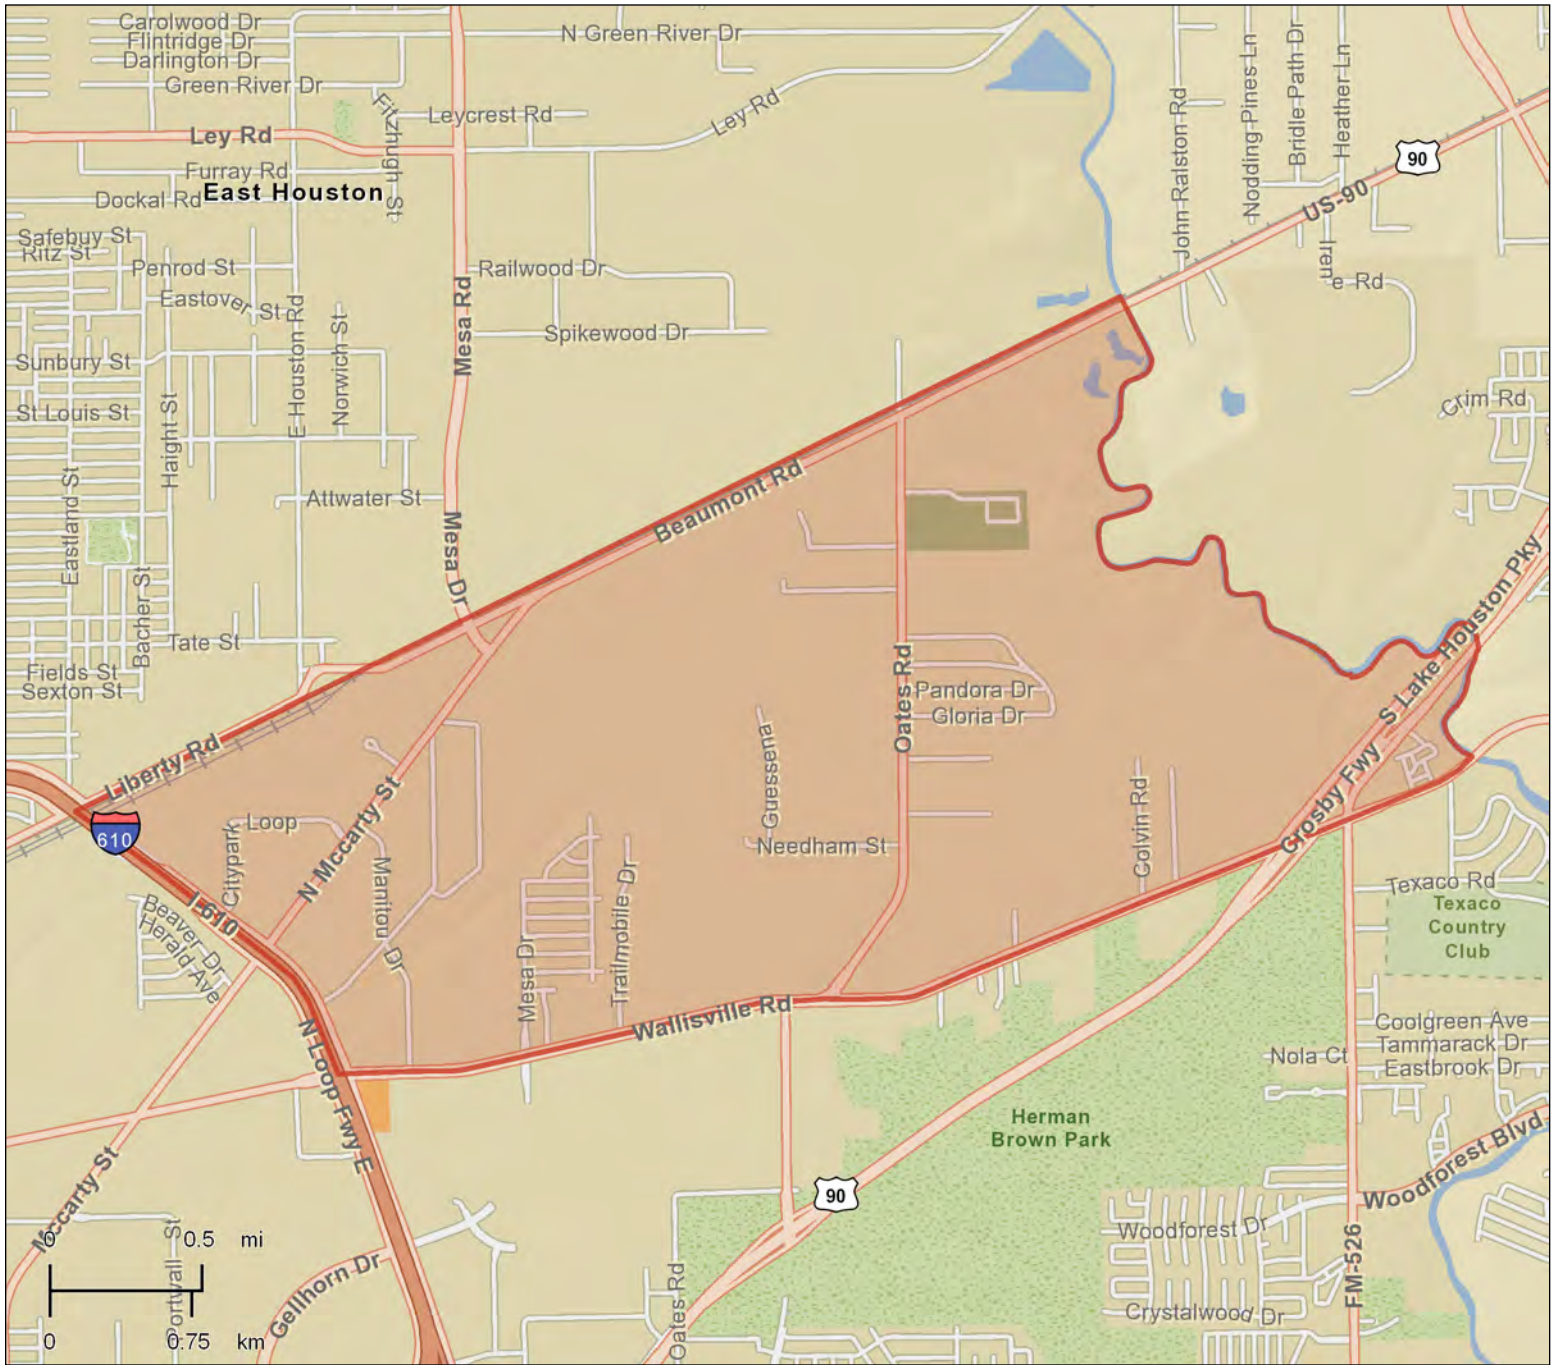 Carolwood Dr
Flintridge Dr
Darlington Dr
Green River Dr
N Green River Dr
Fitzhugh St
Leycrest Rd
Ley Rd
Ley Rd
Furray Rd
Dockal Rd
East Houston
Safebuy St
Ritz St
Penrod St
Eastover St
Sunbury St
St Louis St
Haight St
E Houston Rd
Norwich St
Mesa Rd
Railwood Dr
Spikewood Dr
John Ralston Rd
Nodding Pines Ln
Bridle Path Dr
Heather Ln
90
US-90
Irene Rd
Crim Rd
Eastland St
Attwater St
Mesa Dr
Beaumont Rd
Bacher St
Tate St
Fields St
Sexton St
Liberty Rd
610
I-610
Citypark Loop
N Mccarty St
Manitou Dr
Beaver Dr
Herald Ave
Mesa Dr
Trailmobile Dr
Guessena
Needham St
Oates Rd
Pandora Dr
Gloria Dr
Colvin Rd
Crosby Fwy
S Lake Houston Pky
Wallisville Rd
N Loop Fwy E
Texaco Rd
Texaco
Country
Club
Coolgreen Ave
Tammarack Dr
Eastbrook Dr
Nola Ct
Herman
Brown Park
90
Woodforest Blvd
Woodforest Dr
FM-526
Crystalwood Dr
Oates Rd
Mccarty St
Portwall St
Gellhorn Dr
0 0.5 mi
0 0.75 km